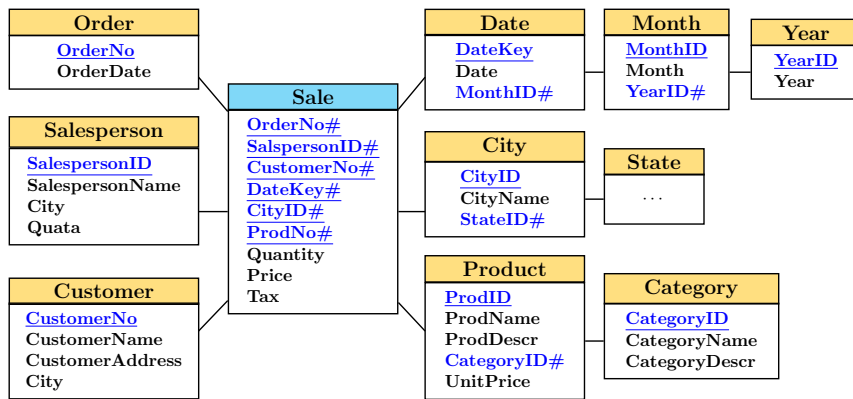 Order
OrderNo
OrderDate
Salesperson
SalespersonID
SalespersonName
City
Quata
Customer
CustomerNo
CustomerName
CustomerAddress
City
Sale
OrderNo#
SalspersonID#
CustomerNo#
DateKey#
CityID#
ProdNo#
Quantity
Price
Tax
Date
DateKey
Date
MonthID#
Month
MonthID
Month
YearID#
Year
YearID
Year
City
CityID
CityName
StateID#
State
...
Product
ProdID
ProdName
ProdDescr
CategoryID#
UnitPrice
Category
CategoryID
CategoryName
CategoryDescr